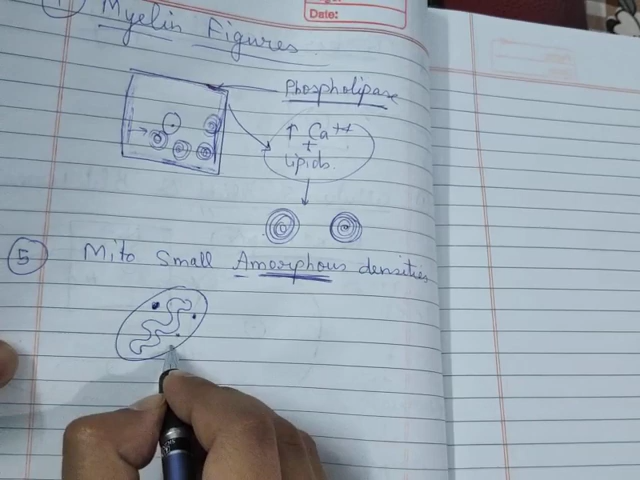 Date:
Myelin Figures
Phospholipase
↑ Ca++
+
lipids
5 Mito Small Amorphous densities